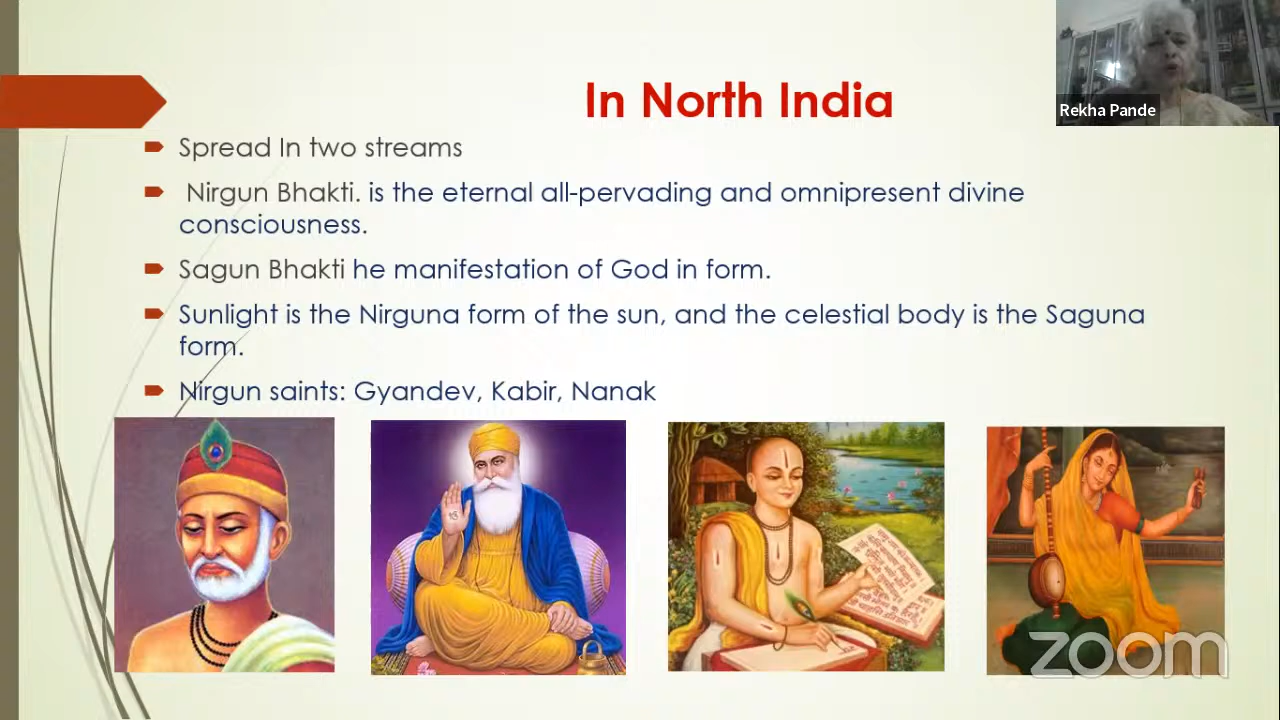 In North India
Rekha Pande
Spread In two streams
Nirgun Bhakti. is the eternal all-pervading and omnipresent divine
consciousness.
Sagun Bhakti he manifestation of God in form.
Sunlight is the Nirguna form of the sun, and the celestial body is the Saguna
form.
Nirgun saints: Gyandev, Kabir, Nanak
zoom